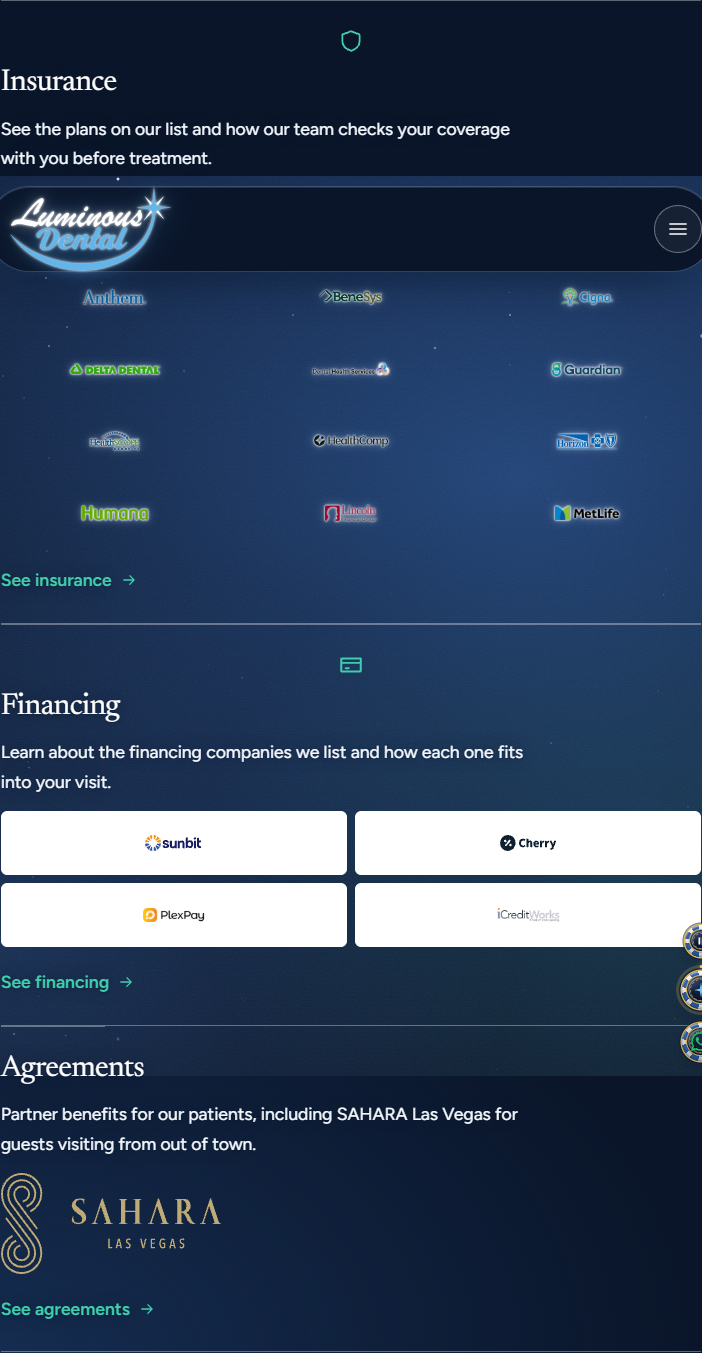 Insurance
See the plans on our list and how our team checks your coverage
with you before treatment.
Luminous
Dental
Anthem.
BeneSys
Cigna.
DELTA DENTAL
Dental Health Services
Guardian
HealthComp
Horizon
Humana
Lincoln
MetLife
See insurance →
Financing
Learn about the financing companies we list and how each one fits
into your visit.
sunbit
Cherry
PlexPay
iCreditWorks
See financing →
Agreements
Partner benefits for our patients, including SAHARA Las Vegas for
guests visiting from out of town.
SAHARA
LAS VEGAS
See agreements →